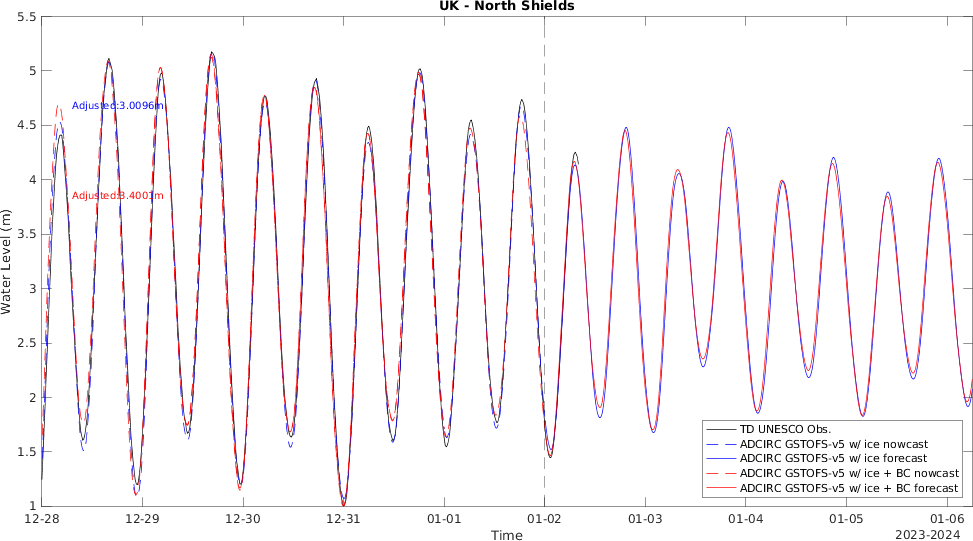 UK - North Shields
5.5
5
4.5
4
3.5
3
2.5
2
1.5
1
Water Level (m)
Adjusted:3.0096m
Adjusted:3.4001m
TD UNESCO Obs.
ADCIRC GSTOFS-v5 w/ ice nowcast
ADCIRC GSTOFS-v5 w/ ice forecast
ADCIRC GSTOFS-v5 w/ ice + BC nowcast
ADCIRC GSTOFS-v5 w/ ice + BC forecast
12-28 12-29 12-30 12-31 01-01 01-02 01-03 01-04 01-05 01-06
Time
2023-2024